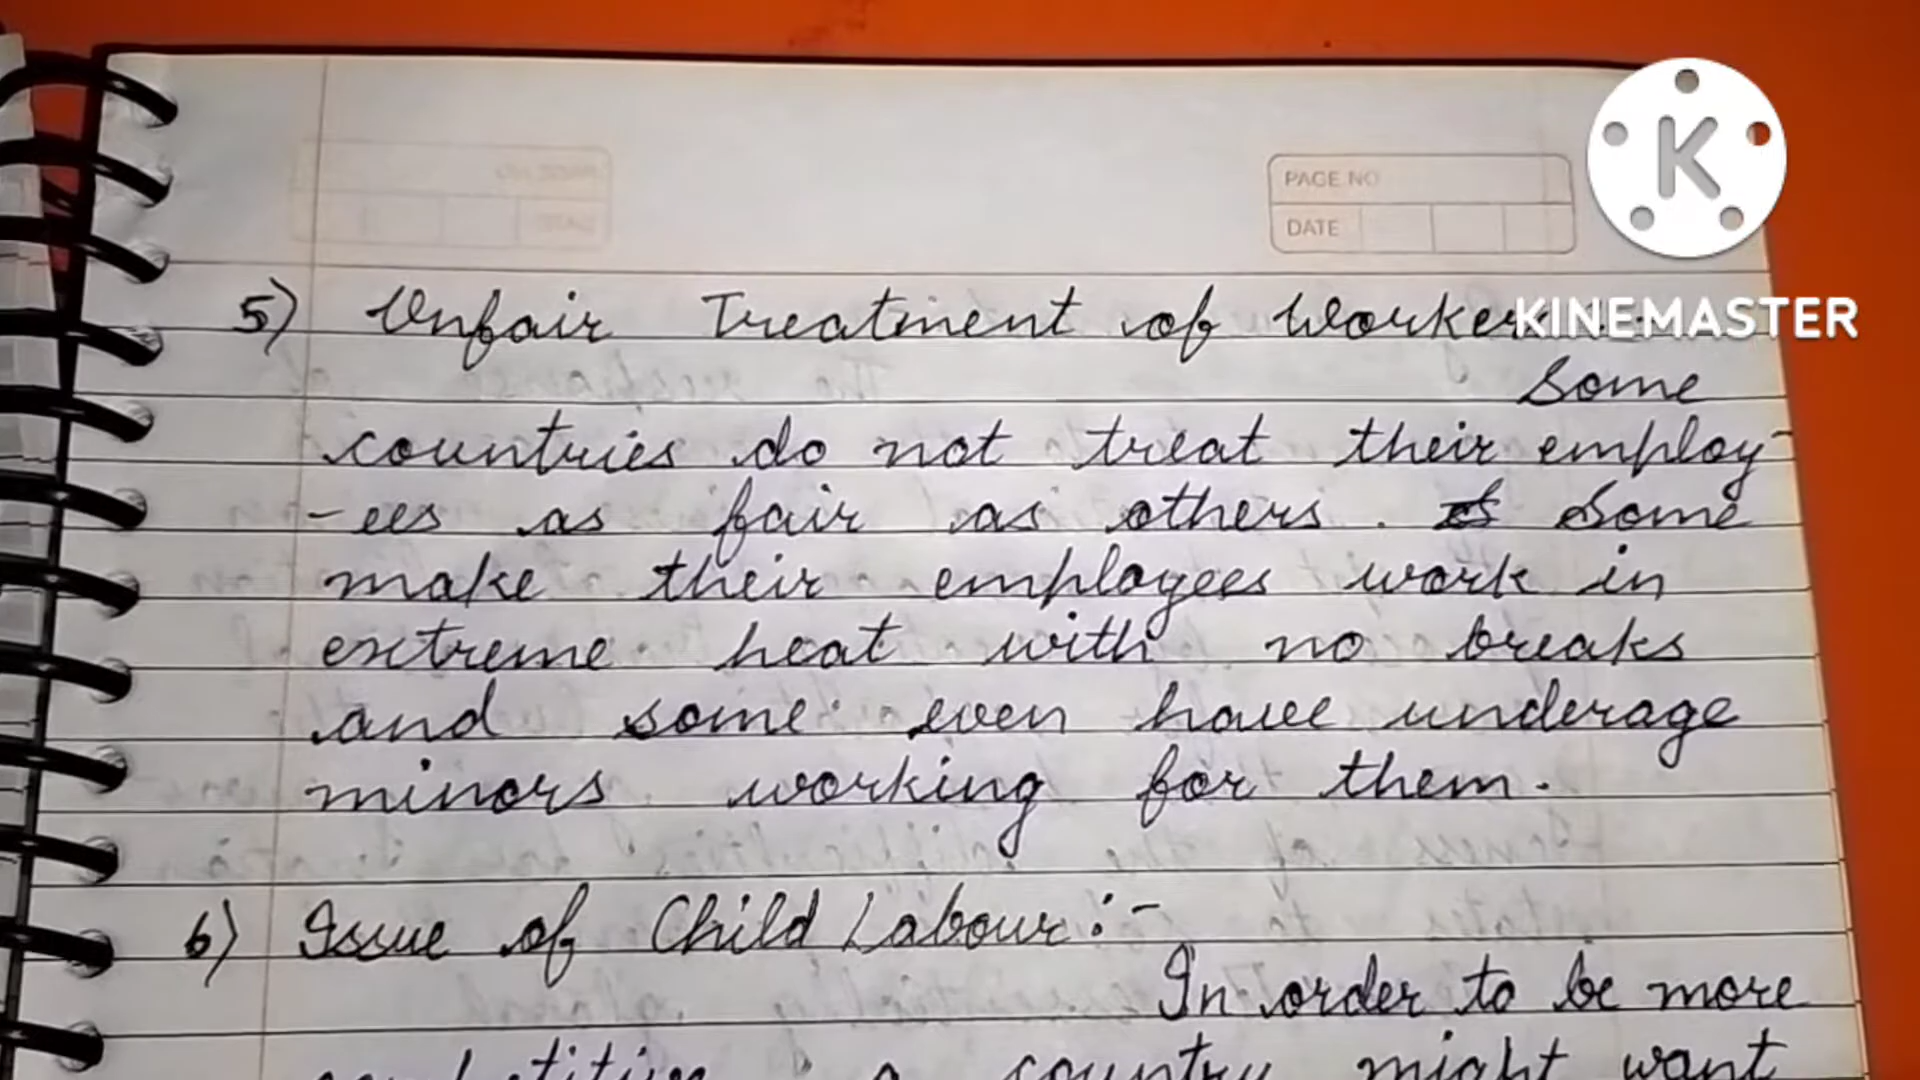 PAGE NO
DATE
K
KINEMASTER
5) Unfair Treatment of Workers :-
Some
countries do not treat their employ-
-ees as fair as others. Some
make their employees work in
extreme heat with no breaks
and some even have underage
minors working for them.
6) Issue of Child Labour :-
In order to be more
a country might want